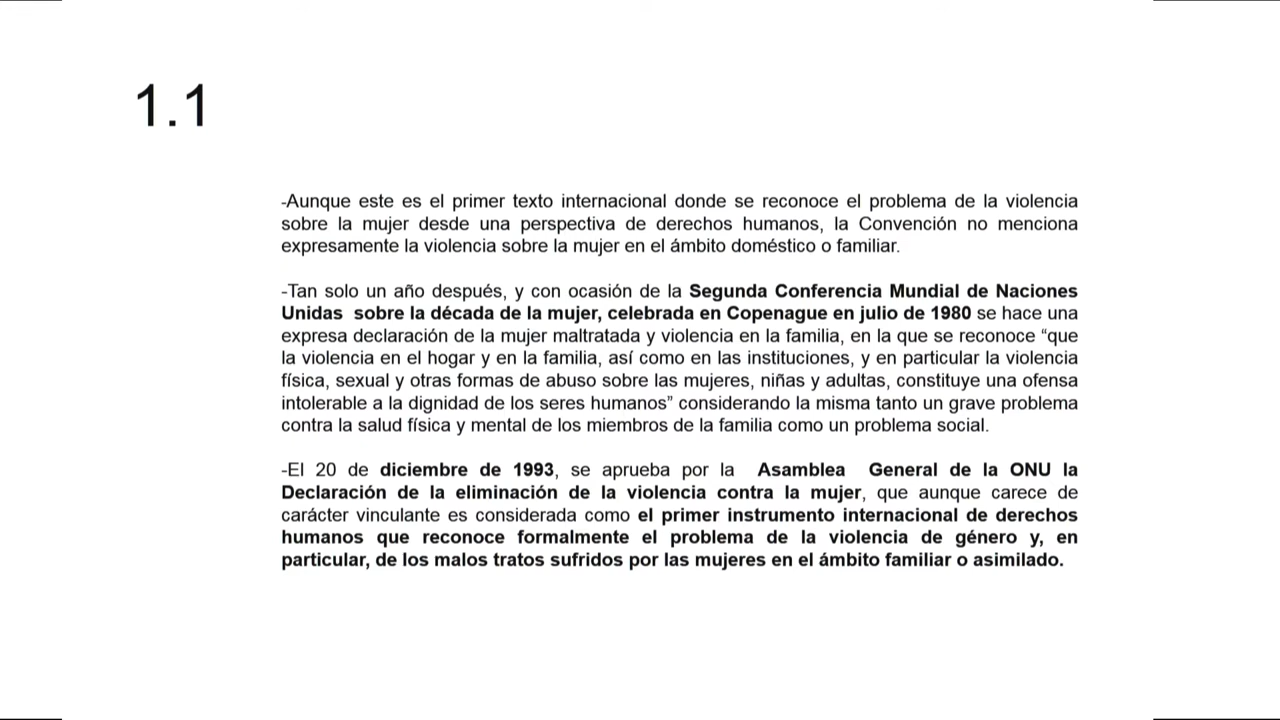 1.1
-Aunque este es el primer texto internacional donde se reconoce el problema de la violencia
sobre la mujer desde una perspectiva de derechos humanos, la Convención no menciona
expresamente la violencia sobre la mujer en el ámbito doméstico o familiar.
-Tan solo un año después, y con ocasión de la Segunda Conferencia Mundial de Naciones
Unidas  sobre la década de la mujer, celebrada en Copenague en julio de 1980 se hace una
expresa declaración de la mujer maltratada y violencia en la familia, en la que se reconoce “que
la violencia en el hogar y en la familia, así como en las instituciones, y en particular la violencia
física, sexual y otras formas de abuso sobre las mujeres, niñas y adultas, constituye una ofensa
intolerable a la dignidad de los seres humanos” considerando la misma tanto un grave problema
contra la salud física y mental de los miembros de la familia como un problema social.
-El 20 de diciembre de 1993, se aprueba por la  Asamblea  General de la ONU la
Declaración de la eliminación de la violencia contra la mujer, que aunque carece de
carácter vinculante es considerada como el primer instrumento internacional de derechos
humanos que reconoce formalmente el problema de la violencia de género y, en
particular, de los malos tratos sufridos por las mujeres en el ámbito familiar o asimilado.